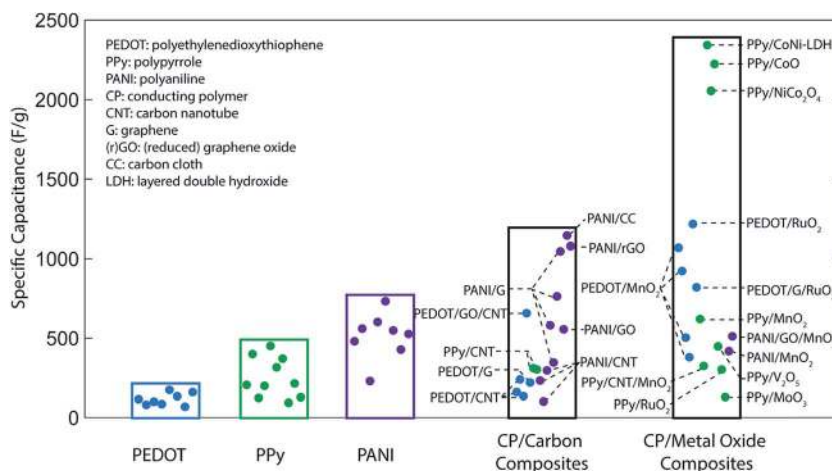 2500
2000
1500
1000
500
0
Specific Capacitance (F/g)
PEDOT: polyethylenedioxythiophene
PPy: polypyrrole
PANI: polyaniline
CP: conducting polymer
CNT: carbon nanotube
G: graphene
(r)GO: (reduced) graphene oxide
CC: carbon cloth
LDH: layered double hydroxide
PANI/CC
PANI/rGO
PANI/G
PEDOT/GO/CNT
PANI/GO
PPy/CNT
PEDOT/G
PANI/CNT
PEDOT/CNT
PPy/CoNi-LDH
PPy/CoO
PPy/NiCo₂O₄
PEDOT/RuO₂
PEDOT/MnO₂
PEDOT/G/RuO
PPy/MnO₂
PANI/GO/MnO
PANI/MnO₂
PPy/CNT/MnO₂
PPy/V₂O₅
PPy/RuO₂
PPy/MoO₃
PEDOT
PPy
PANI
CP/Carbon
Composites
CP/Metal Oxide
Composites